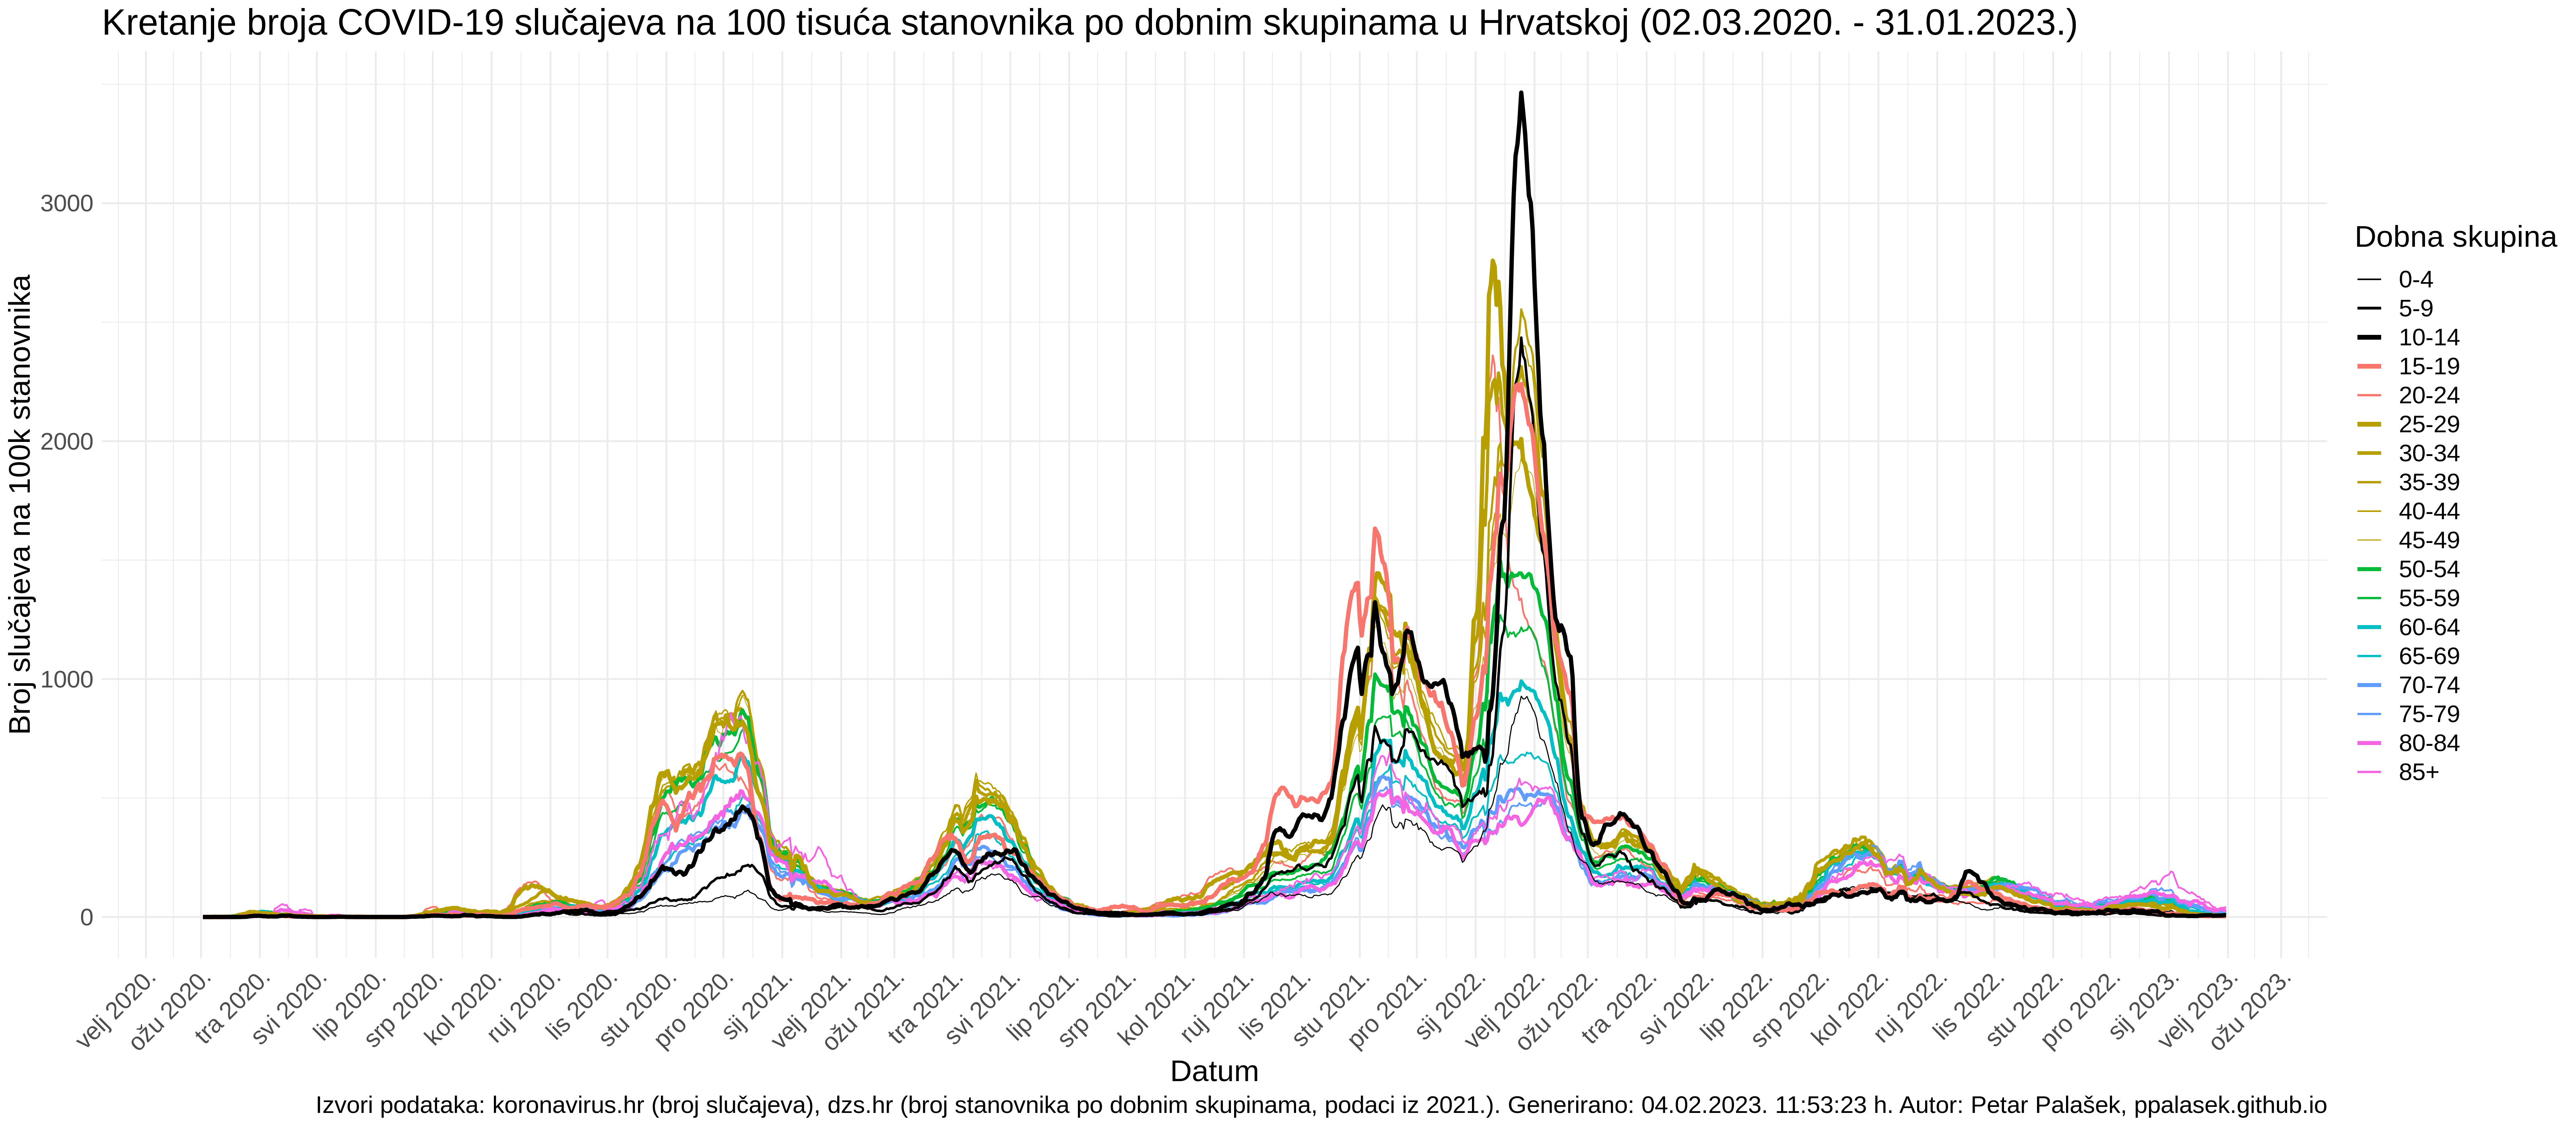 Kretanje broja COVID-19 slučajeva na 100 tisuća stanovnika po dobnim skupinama u Hrvatskoj (02.03.2020. - 31.01.2023.)
Broj slučajeva na 100k stanovnika
3000
2000
1000
0
velj 2020.
ožu 2020.
tra 2020.
svi 2020.
lip 2020.
srp 2020.
kol 2020.
ruj 2020.
lis 2020.
stu 2020.
pro 2020.
sij 2021.
velj 2021.
ožu 2021.
tra 2021.
svi 2021.
lip 2021.
srp 2021.
kol 2021.
ruj 2021.
lis 2021.
stu 2021.
pro 2021.
sij 2022.
velj 2022.
ožu 2022.
tra 2022.
svi 2022.
lip 2022.
srp 2022.
kol 2022.
ruj 2022.
lis 2022.
stu 2022.
pro 2022.
sij 2023.
velj 2023.
ožu 2023.
Datum
Dobna skupina
0-4
5-9
10-14
15-19
20-24
25-29
30-34
35-39
40-44
45-49
50-54
55-59
60-64
65-69
70-74
75-79
80-84
85+
Izvori podataka: koronavirus.hr (broj slučajeva), dzs.hr (broj stanovnika po dobnim skupinama, podaci iz 2021.). Generirano: 04.02.2023. 11:53:23 h. Autor: Petar Palašek, ppalasek.github.io